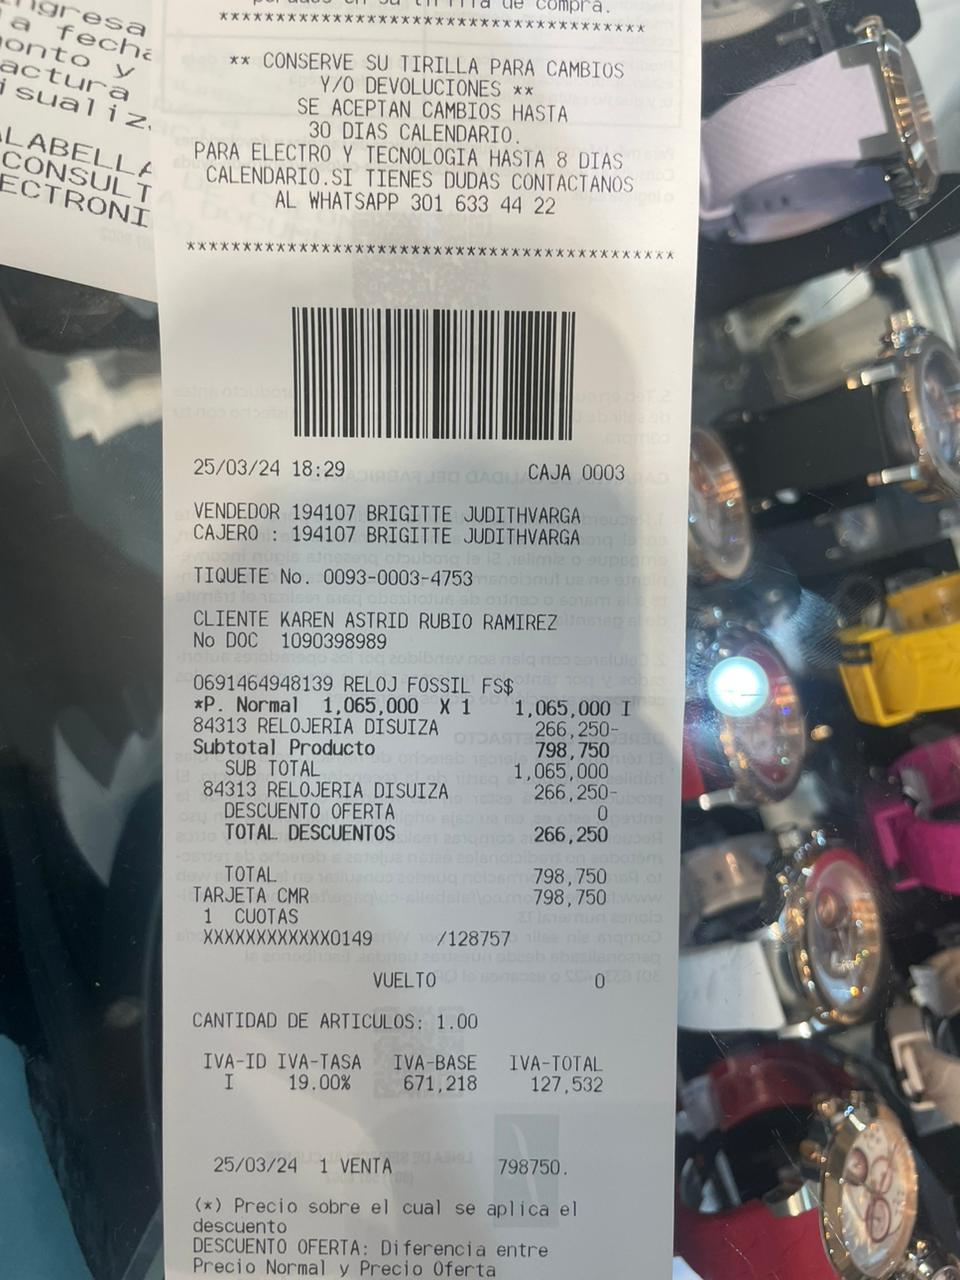 ngresa
a fecha
onto y
actura
isualiz
ALABELLA
CONSULT
ECTRONI
su tirilla de compra.
*****************************************
** CONSERVE SU TIRILLA PARA CAMBIOS
Y/O DEVOLUCIONES **
SE ACEPTAN CAMBIOS HASTA
30 DIAS CALENDARIO.
PARA ELECTRO Y TECNOLOGIA HASTA 8 DIAS
CALENDARIO.SI TIENES DUDAS CONTACTANOS
AL WHATSAPP 301 633 44 22
*********************************************
25/03/24 18:29 CAJA 0003
VENDEDOR 194107 BRIGITTE JUDITHVARGA
CAJERO : 194107 BRIGITTE JUDITHVARGA
TIQUETE No. 0093-0003-4753
CLIENTE KAREN ASTRID RUBIO RAMIREZ
No DOC 1090398989
0691464948139 RELOJ FOSSIL FS$
*P. Normal 1,065,000 X 1 1,065,000 I
84313 RELOJERIA DISUIZA 266,250-
Subtotal Producto 798,750
SUB TOTAL 1,065,000
84313 RELOJERIA DISUIZA 266,250-
DESCUENTO OFERTA 0
TOTAL DESCUENTOS 266,250
TOTAL 798,750
TARJETA CMR 798,750
1 CUOTAS
XXXXXXXXXXXX0149 /128757
VUELTO 0
CANTIDAD DE ARTICULOS: 1.00
IVA-ID IVA-TASA IVA-BASE IVA-TOTAL
I 19.00% 671,218 127,532
25/03/24 1 VENTA 798750.
(*) Precio sobre el cual se aplica el
descuento
DESCUENTO OFERTA: Diferencia entre
Precio Normal y Precio Oferta